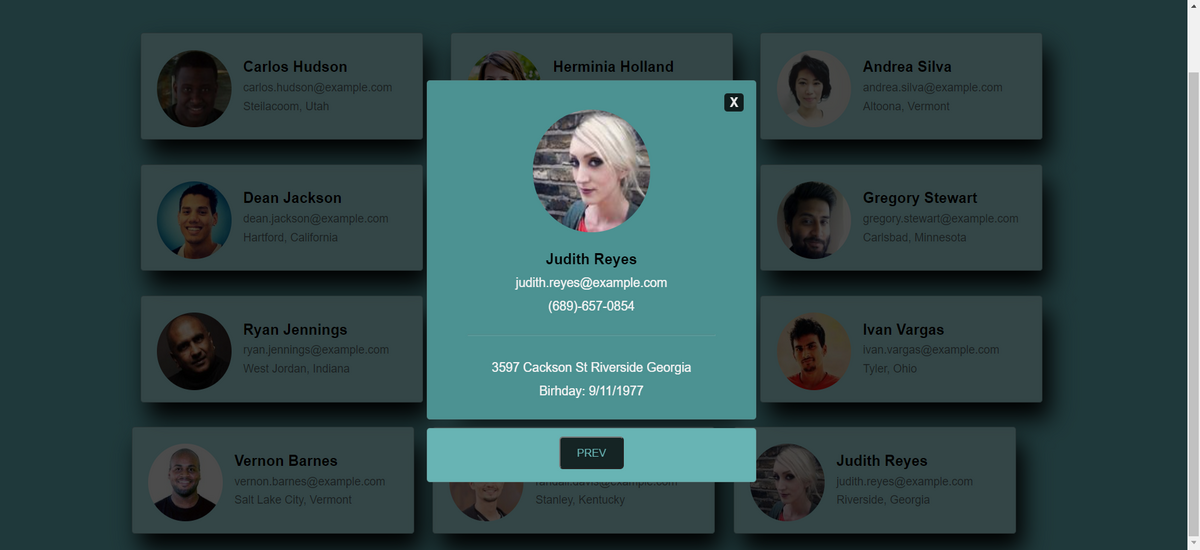 Carlos Hudson
carlos.hudson@example.com
Steilacoom, Utah
Herminia Holland
Andrea Silva
andrea.silva@example.com
Altoona, Vermont
X
Judith Reyes
judith.reyes@example.com
(689)-657-0854
3597 Cackson St Riverside Georgia
Birhday: 9/11/1977
PREV
Dean Jackson
dean.jackson@example.com
Hartford, California
Gregory Stewart
gregory.stewart@example.com
Carlsbad, Minnesota
Ryan Jennings
ryan.jennings@example.com
West Jordan, Indiana
Ivan Vargas
ivan.vargas@example.com
Tyler, Ohio
Vernon Barnes
vernon.barnes@example.com
Salt Lake City, Vermont
Stanley, Kentucky
Judith Reyes
judith.reyes@example.com
Riverside, Georgia